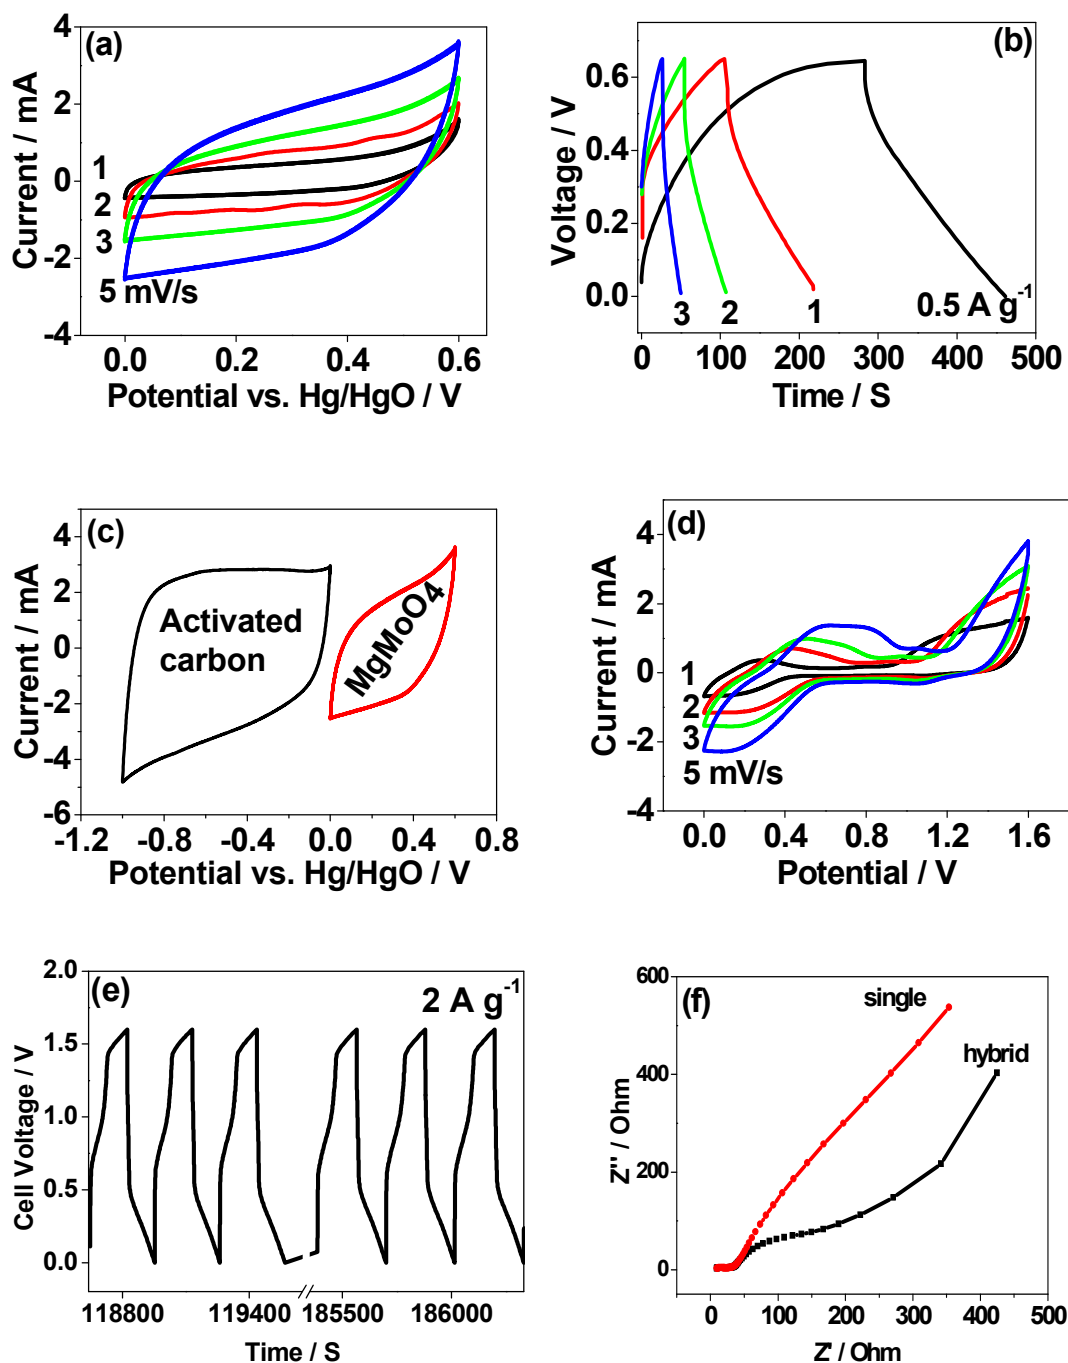 (a)
4
2
0
-2
-4
Current / mA
1
2
3
5 mV/s
0.0 0.2 0.4 0.6
Potential vs. Hg/HgO / V
(b)
0.6
0.4
0.2
0.0
Voltage / V
3 2 1 0.5 A g-1
0 100 200 300 400 500
Time / S
(c)
4
2
0
-2
-4
-6
Current / mA
Activated
carbon
MgMoO4
-1.2 -0.8 -0.4 0.0 0.4 0.8
Potential vs. Hg/HgO / V
(d)
4
2
0
-2
-4
Current / mA
1
2
3
5 mV/s
0.0 0.4 0.8 1.2 1.6
Potential / V
(e)
2 A g-1
2.0
1.5
1.0
0.5
0.0
Cell Voltage / V
118800 119400 185500 186000
Time / S
(f)
600
400
200
0
Z'' / Ohm
single
hybrid
0 100 200 300 400 500
Z' / Ohm